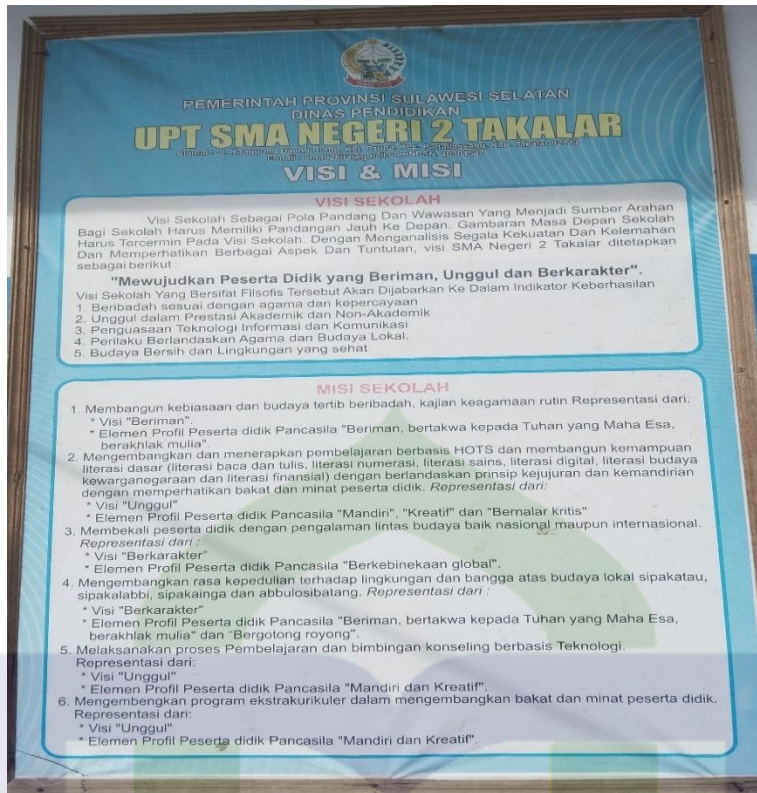 PEMERINTAH PROVINSI SULAWESI SELATAN
DINAS PENDIDIKAN
UPT SMA NEGERI 2 TAKALAR
VISI & MISI
VISI SEKOLAH
Visi Sekolah Sebagai Pola Pandang Dan Wawasan Yang Menjadi Sumber Arahan
Bagi Sekolah Harus Memiliki Pandangan Jauh Ke Depan. Gambaran Masa Depan Sekolah
Harus Tercermin Pada Visi Sekolah. Dengan Menganalisis Segala Kekuatan Dan Kelemahan
Dan Memperhatikan Berbagai Aspek Dan Tuntutan, visi SMA Negeri 2 Takalar ditetapkan
sebagai berikut :
"Mewujudkan Peserta Didik yang Beriman, Unggul dan Berkarakter".
Visi Sekolah Yang Bersifat Filsofis Tersebut Akan Dijabarkan Ke Dalam Indikator Keberhasilan
1. Beribadah sesuai dengan agama dan kepercayaan
2. Unggul dalam Prestasi Akademik dan Non-Akademik
3. Penguasaan Teknologi Informasi dan Komunikasi
4. Perilaku Berlandaskan Agama dan Budaya Lokal.
5. Budaya Bersih dan Lingkungan yang sehat
MISI SEKOLAH
1. Membangun kebiasaan dan budaya tertib beribadah, kajian keagamaan rutin Representasi dari:
* Visi "Beriman".
* Elemen Profil Peserta didik Pancasila "Beriman, bertakwa kepada Tuhan yang Maha Esa,
berakhlak mulia".
2. Mengembangkan dan menerapkan pembelajaran berbasis HOTS dan membangun kemampuan
literasi dasar (literasi baca dan tulis, literasi numerasi, literasi sains, literasi digital, literasi budaya
kewarganegaraan dan literasi finansial) dengan berlandaskan prinsip kejujuran dan kemandirian
dengan memperhatikan bakat dan minat peserta didik. Representasi dari:
* Visi "Unggul"
* Elemen Profil Peserta didik Pancasila "Mandiri", "Kreatif" dan "Bernalar kritis"
3. Membekali peserta didik dengan pengalaman lintas budaya baik nasional maupun internasional.
Representasi dari :
* Visi "Berkarakter"
* Elemen Profil Peserta didik Pancasila "Berkebinekaan global".
4. Mengembangkan rasa kepedulian terhadap lingkungan dan bangga atas budaya lokal sipakatau,
sipakalabbi, sipakainga dan abbulosibatang. Representasi dari :
* Visi "Berkarakter"
* Elemen Profil Peserta didik Pancasila "Beriman, bertakwa kepada Tuhan yang Maha Esa,
berakhlak mulia" dan "Bergotong royong".
5. Melaksanakan proses Pembelajaran dan bimbingan konseling berbasis Teknologi.
Representasi dari:
* Visi "Unggul"
* Elemen Profil Peserta didik Pancasila "Mandiri dan Kreatif".
6. Mengembengkan program ekstrakurikuler dalam mengembangkan bakat dan minat peserta didik.
Representasi dari:
* Visi "Unggul"
* Elemen Profil Peserta didik Pancasila "Mandiri dan Kreatif".